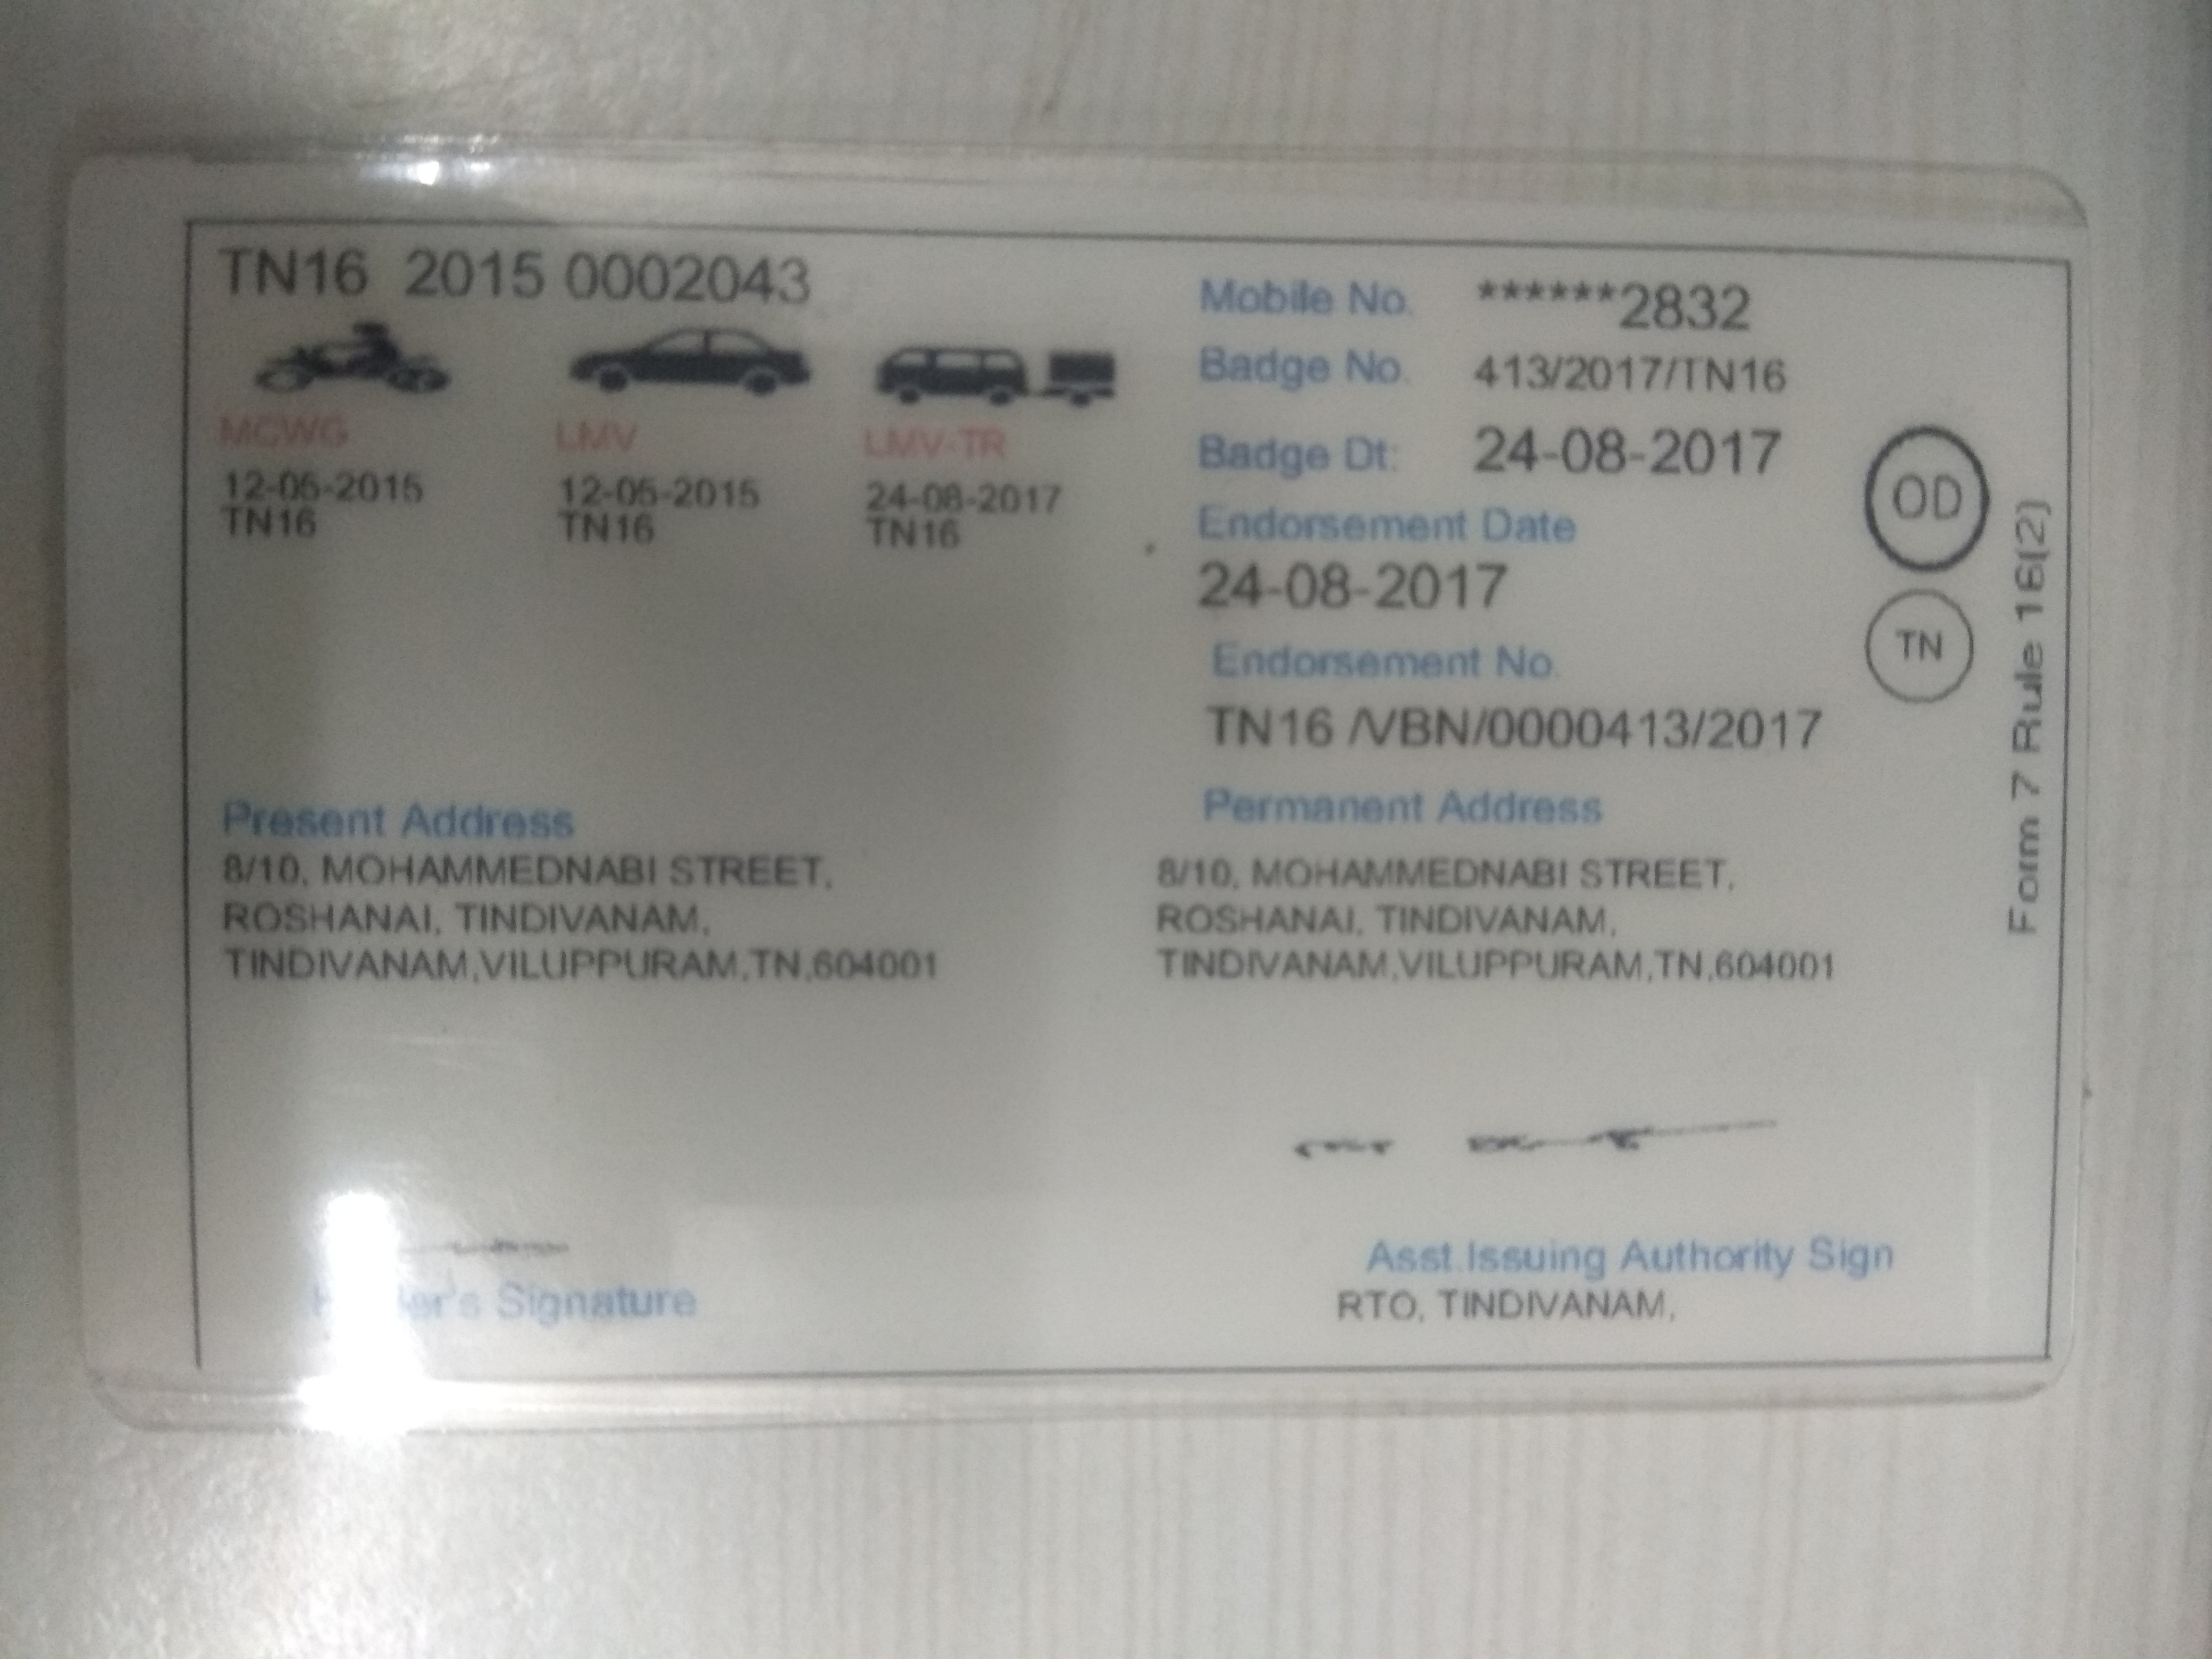 TN16 2015 0002043
MCWG
12-05-2015
TN16
LMV
12-05-2015
TN16
LMV-TR
24-08-2017
TN16
Mobile No. ******2832
Badge No. 413/2017/TN16
Badge Dt: 24-08-2017
Endorsement Date
24-08-2017
Endorsement No.
TN16 /VBN/0000413/2017
OD
TN
Form 7 Rule 16(2)
Present Address
8/10, MOHAMMEDNABI STREET,
ROSHANAI, TINDIVANAM,
TINDIVANAM,VILUPPURAM,TN,604001
Permanent Address
8/10, MOHAMMEDNABI STREET,
ROSHANAI, TINDIVANAM,
TINDIVANAM,VILUPPURAM,TN,604001
Signature
Asst.Issuing Authority Sign
RTO, TINDIVANAM,